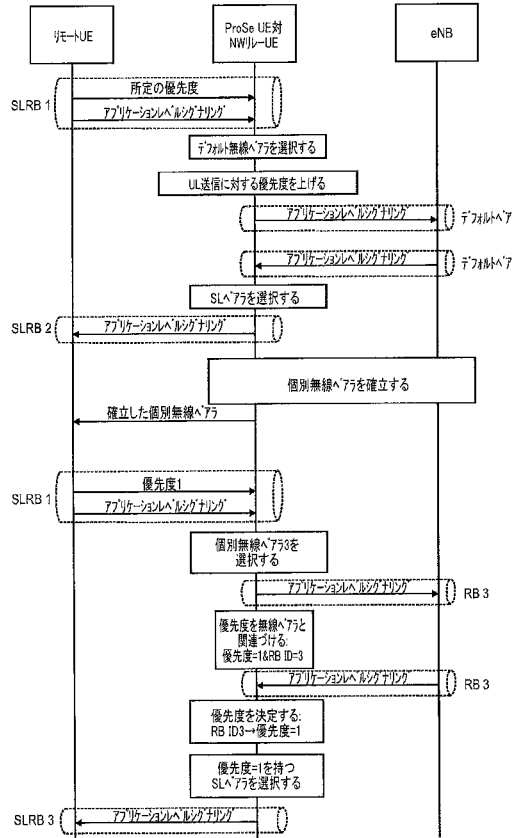 リモートUE
ProSe UE対
NWリレーUE
eNB
所定の優先度
SLRB 1
アプリケーションレベルシグナリング
デフォルト無線ベアラを選択する
UL送信に対する優先度を上げる
アプリケーションレベルシグナリング
デフォルトベア
アプリケーションレベルシグナリング
デフォルトベア
SLベアラを選択する
SLRB 2
アプリケーションレベルシグナリング
個別無線ベアラを確立する
確立した個別無線ベアラ
優先度1
SLRB 1
アプリケーションレベルシグナリング
個別無線ベアラ3を
選択する
アプリケーションレベルシグナリング
RB 3
優先度を無線ベアラと
関連づける:
優先度=1&RB ID=3
アプリケーションレベルシグナリング
RB 3
優先度を決定する:
RB ID3→優先度=1
優先度=1を持つ
SLベアラを選択する
SLRB 3
アプリケーションレベルシグナリング